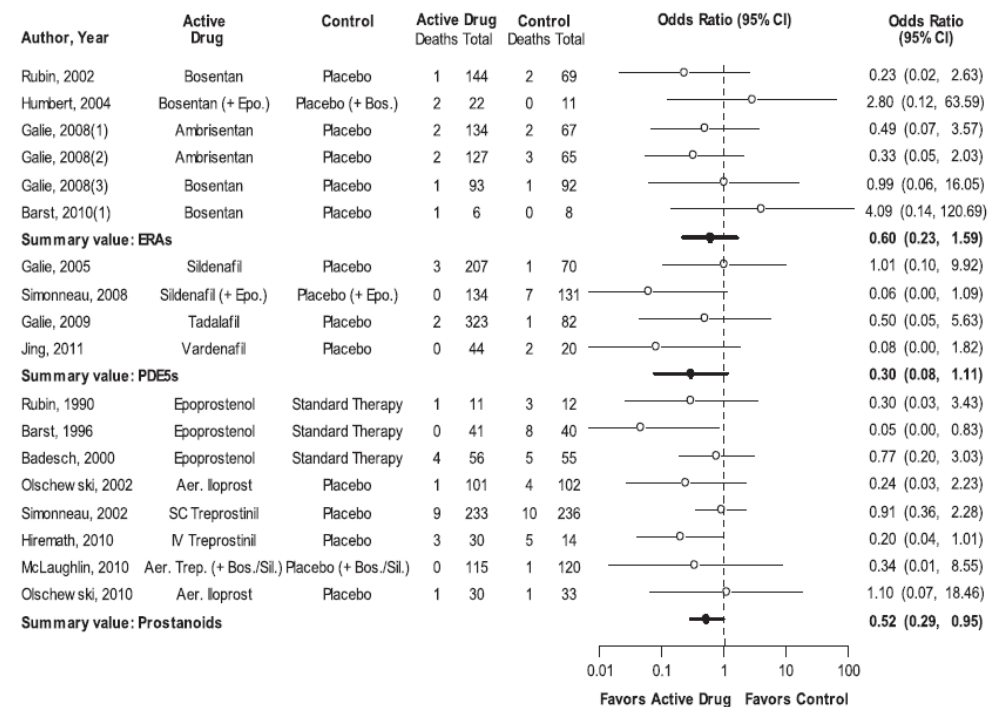 Author, Year Active Drug Control Active Drug Deaths Total Control Deaths Total Odds Ratio (95% CI) Odds Ratio (95% CI)
Rubin, 2002 Bosentan Placebo 1 144 2 69 0.23 (0.02, 2.63)
Humbert, 2004 Bosentan (+ Epo.) Placebo (+ Bos.) 2 22 0 11 2.80 (0.12, 63.59)
Galie, 2008(1) Ambrisentan Placebo 2 134 2 67 0.49 (0.07, 3.57)
Galie, 2008(2) Ambrisentan Placebo 2 127 3 65 0.33 (0.05, 2.03)
Galie, 2008(3) Bosentan Placebo 1 93 1 92 0.99 (0.06, 16.05)
Barst, 2010(1) Bosentan Placebo 1 6 0 8 4.09 (0.14, 120.69)
Summary value: ERAs 0.60 (0.23, 1.59)
Galie, 2005 Sildenafil Placebo 3 207 1 70 1.01 (0.10, 9.92)
Simonneau, 2008 Sildenafil (+ Epo.) Placebo (+ Epo.) 0 134 7 131 0.06 (0.00, 1.09)
Galie, 2009 Tadalafil Placebo 2 323 1 82 0.50 (0.05, 5.63)
Jing, 2011 Vardenafil Placebo 0 44 2 20 0.08 (0.00, 1.82)
Summary value: PDE5s 0.30 (0.08, 1.11)
Rubin, 1990 Epoprostenol Standard Therapy 1 11 3 12 0.30 (0.03, 3.43)
Barst, 1996 Epoprostenol Standard Therapy 0 41 8 40 0.05 (0.00, 0.83)
Badesch, 2000 Epoprostenol Standard Therapy 4 56 5 55 0.77 (0.20, 3.03)
Olschewski, 2002 Aer. Iloprost Placebo 1 101 4 102 0.24 (0.03, 2.23)
Simonneau, 2002 SC Treprostinil Placebo 9 233 10 236 0.91 (0.36, 2.28)
Hiremath, 2010 IV Treprostinil Placebo 3 30 5 14 0.20 (0.04, 1.01)
McLaughlin, 2010 Aer. Trep. (+ Bos./Sil.) Placebo (+ Bos./Sil.) 0 115 1 120 0.34 (0.01, 8.55)
Olschewski, 2010 Aer. Iloprost Placebo 1 30 1 33 1.10 (0.07, 18.46)
Summary value: Prostanoids 0.52 (0.29, 0.95)
0.01 0.1 1 10 100
Favors Active Drug Favors Control